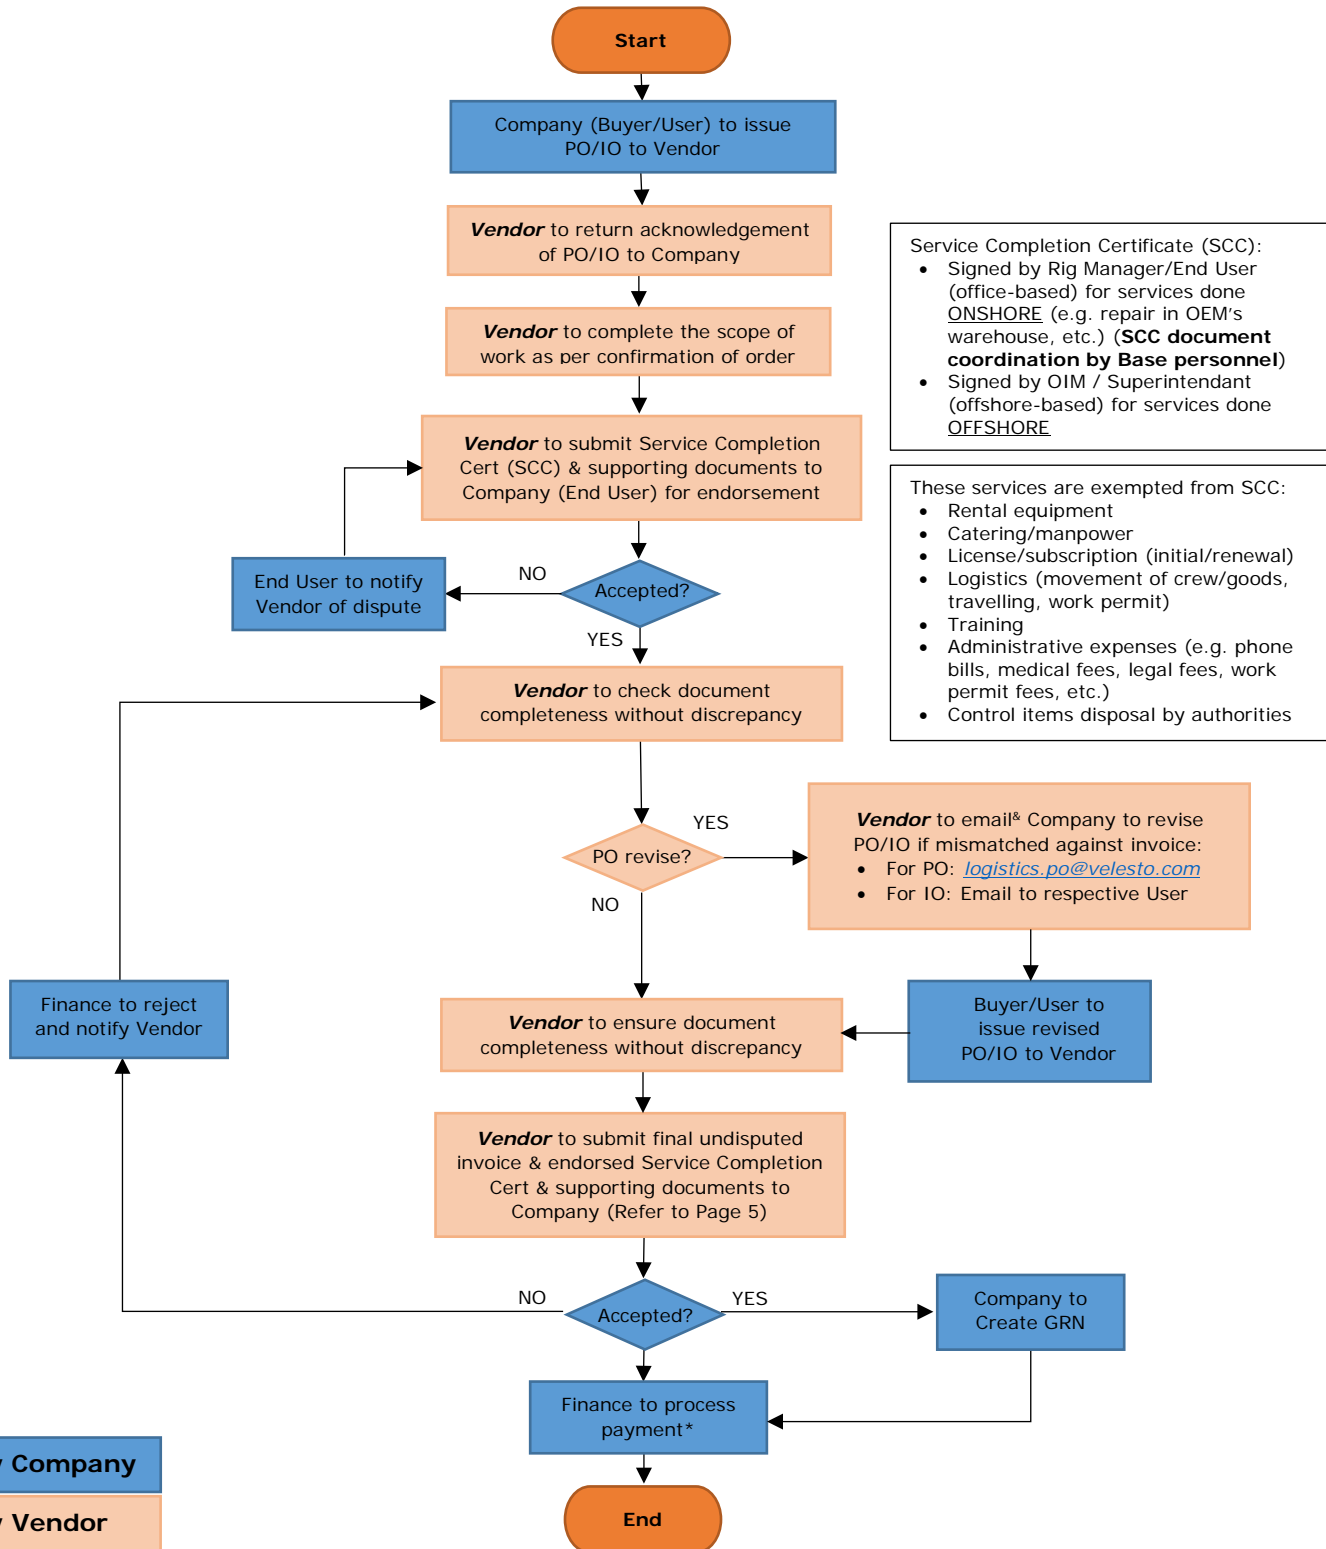 Start
Company (Buyer/User) to issue
PO/IO to Vendor
Vendor to return acknowledgement
of PO/IO to Company
Vendor to complete the scope of
work as per confirmation of order
Vendor to submit Service Completion
Cert (SCC) & supporting documents to
Company (End User) for endorsement
End User to notify
Vendor of dispute
NO
Accepted?
YES
Service Completion Certificate (SCC):
• Signed by Rig Manager/End User
(office-based) for services done
ONSHORE (e.g. repair in OEM's
warehouse, etc.) (SCC document
coordination by Base personnel)
• Signed by OIM / Superintendant
(offshore-based) for services done
OFFSHORE
These services are exempted from SCC:
• Rental equipment
• Catering/manpower
• License/subscription (initial/renewal)
• Logistics (movement of crew/goods,
travelling, work permit)
• Training
• Administrative expenses (e.g. phone
bills, medical fees, legal fees, work
permit fees, etc.)
• Control items disposal by authorities
Vendor to check document
completeness without discrepancy
PO revise?
YES
NO
Vendor to email& Company to revise
PO/IO if mismatched against invoice:
• For PO: logistics.po@velesto.com
• For IO: Email to respective User
Finance to reject
and notify Vendor
Vendor to ensure document
completeness without discrepancy
Buyer/User to
issue revised
PO/IO to Vendor
Vendor to submit final undisputed
invoice & endorsed Service Completion
Cert & supporting documents to
Company (Refer to Page 5)
NO
Accepted?
YES
Company to
Create GRN
Finance to process
payment*
End
y Company
y Vendor